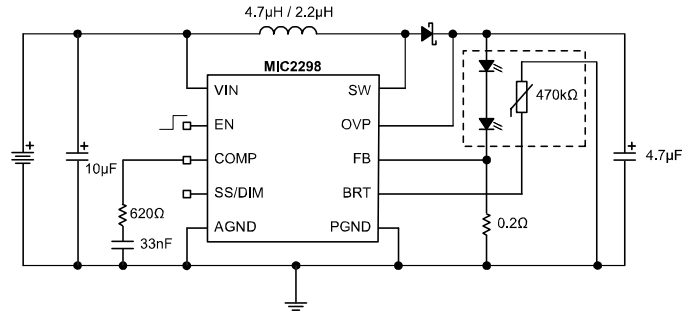 4.7µH / 2.2µH
MIC2298
VIN
SW
EN
OVP
COMP
FB
SS/DIM
BRT
AGND
PGND
10µF
620Ω
33nF
470kΩ
4.7µF
0.2Ω